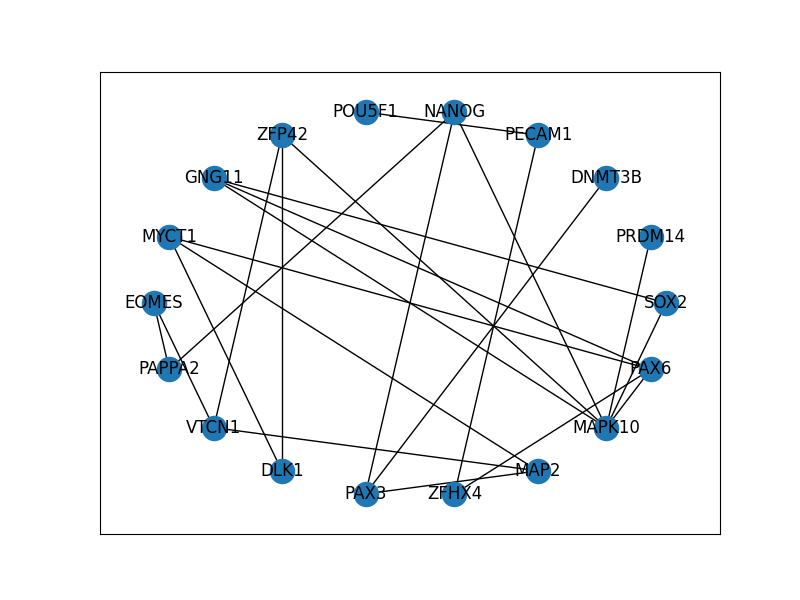 POU5F1 NANOG
ZFP42 PECAM1
GNG11 DNMT3B
MYCT1 PRDM14
EOMES SOX2
PAPPA2 PAX6
VTCN1 MAPK10
DLK1 MAP2
PAX3 ZFHX4